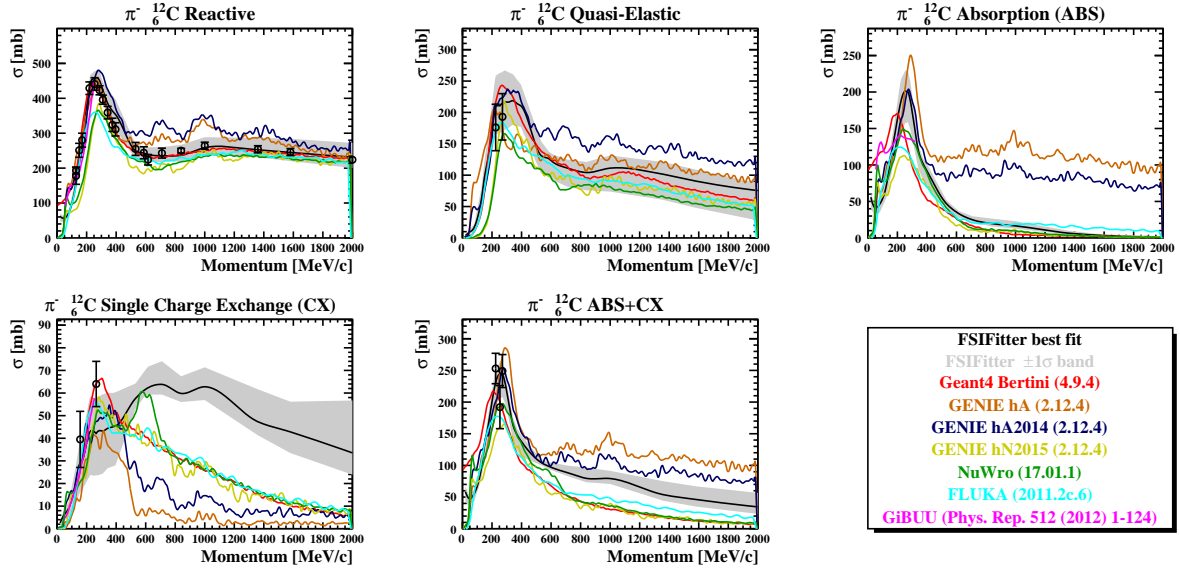 π⁻ ¹²₆C Reactive
σ [mb]
600
500
400
300
200
100
0
200 400 600 800 1000 1200 1400 1600 1800 2000
Momentum [MeV/c]
π⁻ ¹²₆C Quasi-Elastic
σ [mb]
300
250
200
150
100
50
0
200 400 600 800 1000 1200 1400 1600 1800 2000
Momentum [MeV/c]
π⁻ ¹²₆C Absorption (ABS)
σ [mb]
250
200
150
100
50
0
200 400 600 800 1000 1200 1400 1600 1800 2000
Momentum [MeV/c]
π⁻ ¹²₆C Single Charge Exchange (CX)
σ [mb]
90
80
70
60
50
40
30
20
10
0
200 400 600 800 1000 1200 1400 1600 1800 2000
Momentum [MeV/c]
π⁻ ¹²₆C ABS+CX
σ [mb]
300
250
200
150
100
50
0
200 400 600 800 1000 1200 1400 1600 1800 2000
Momentum [MeV/c]
FSIFitter best fit
FSIFitter ±1σ band
Geant4 Bertini (4.9.4)
GENIE hA (2.12.4)
GENIE hA2014 (2.12.4)
GENIE hN2015 (2.12.4)
NuWro (17.01.1)
FLUKA (2011.2c.6)
GiBUU (Phys. Rep. 512 (2012) 1-124)